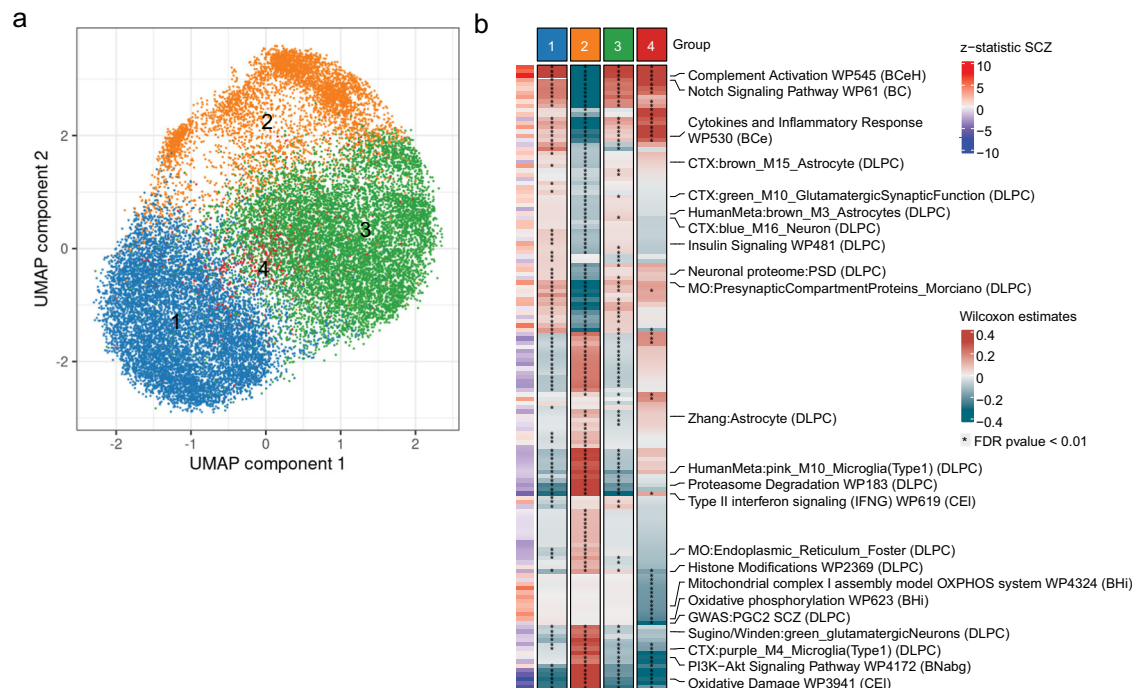 a
b
2
0
-2
-2
-1
0
1
2
UMAP component 1
UMAP component 2
1
2
3
4
1
2
3
4
Group
Complement Activation WP545 (BCeH)
Notch Signaling Pathway WP61 (BC)
Cytokines and Inflammatory Response
WP530 (BCe)
CTX:brown_M15_Astrocyte (DLPC)
CTX:green_M10_GlutamatergicSynapticFunction (DLPC)
HumanMeta:brown_M3_Astrocytes (DLPC)
CTX:blue_M16_Neuron (DLPC)
Insulin Signaling WP481 (DLPC)
Neuronal proteome:PSD (DLPC)
MO:PresynapticCompartmentProteins_Morciano (DLPC)
Zhang:Astrocyte (DLPC)
HumanMeta:pink_M10_Microglia(Type1) (DLPC)
Proteasome Degradation WP183 (DLPC)
Type II interferon signaling (IFNG) WP619 (CEl)
MO:Endoplasmic_Reticulum_Foster (DLPC)
Histone Modifications WP2369 (DLPC)
Mitochondrial complex I assembly model OXPHOS system WP4324 (BHi)
Oxidative phosphorylation WP623 (BHi)
GWAS:PGC2 SCZ (DLPC)
Sugino/Winden:green_glutamatergicNeurons (DLPC)
CTX:purple_M4_Microglia(Type1) (DLPC)
PI3K−Akt Signaling Pathway WP4172 (BNabg)
Oxidative Damage WP3941 (CEl)
z−statistic SCZ
10
5
0
−5
−10
Wilcoxon estimates
0.4
0.2
0
−0.2
−0.4
* FDR pvalue < 0.01